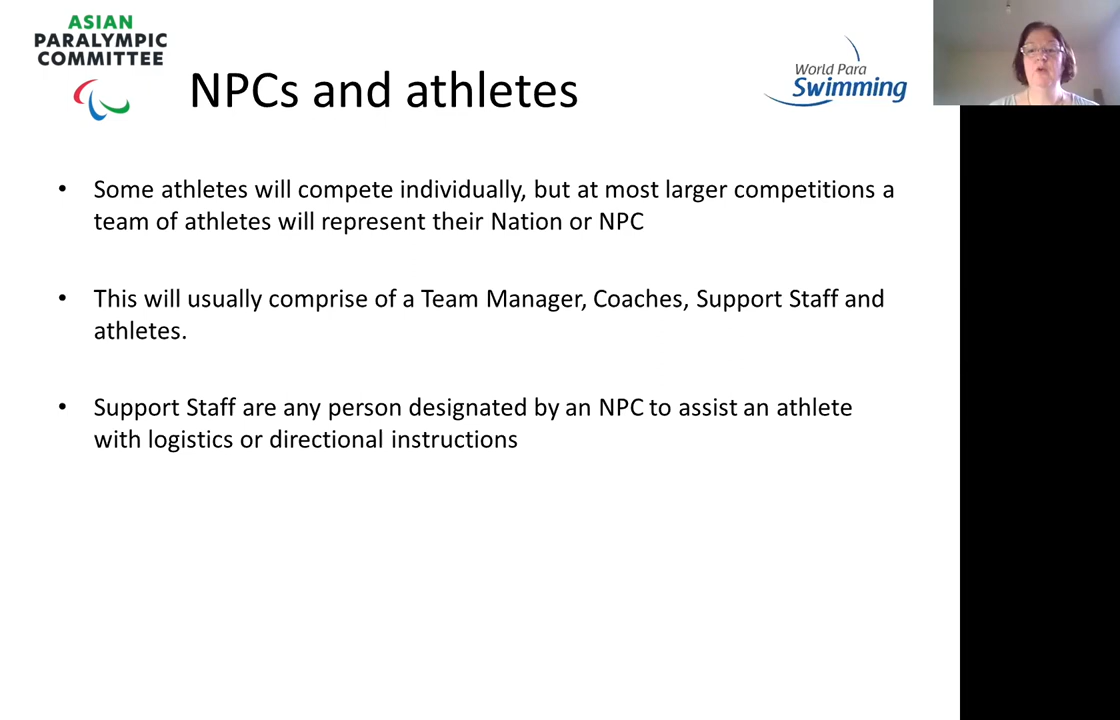 ASIAN
PARALYMPIC
COMMITTEE
NPCs and athletes
World Para
Swimming
• Some athletes will compete individually, but at most larger competitions a
team of athletes will represent their Nation or NPC
• This will usually comprise of a Team Manager, Coaches, Support Staff and
athletes.
• Support Staff are any person designated by an NPC to assist an athlete
with logistics or directional instructions